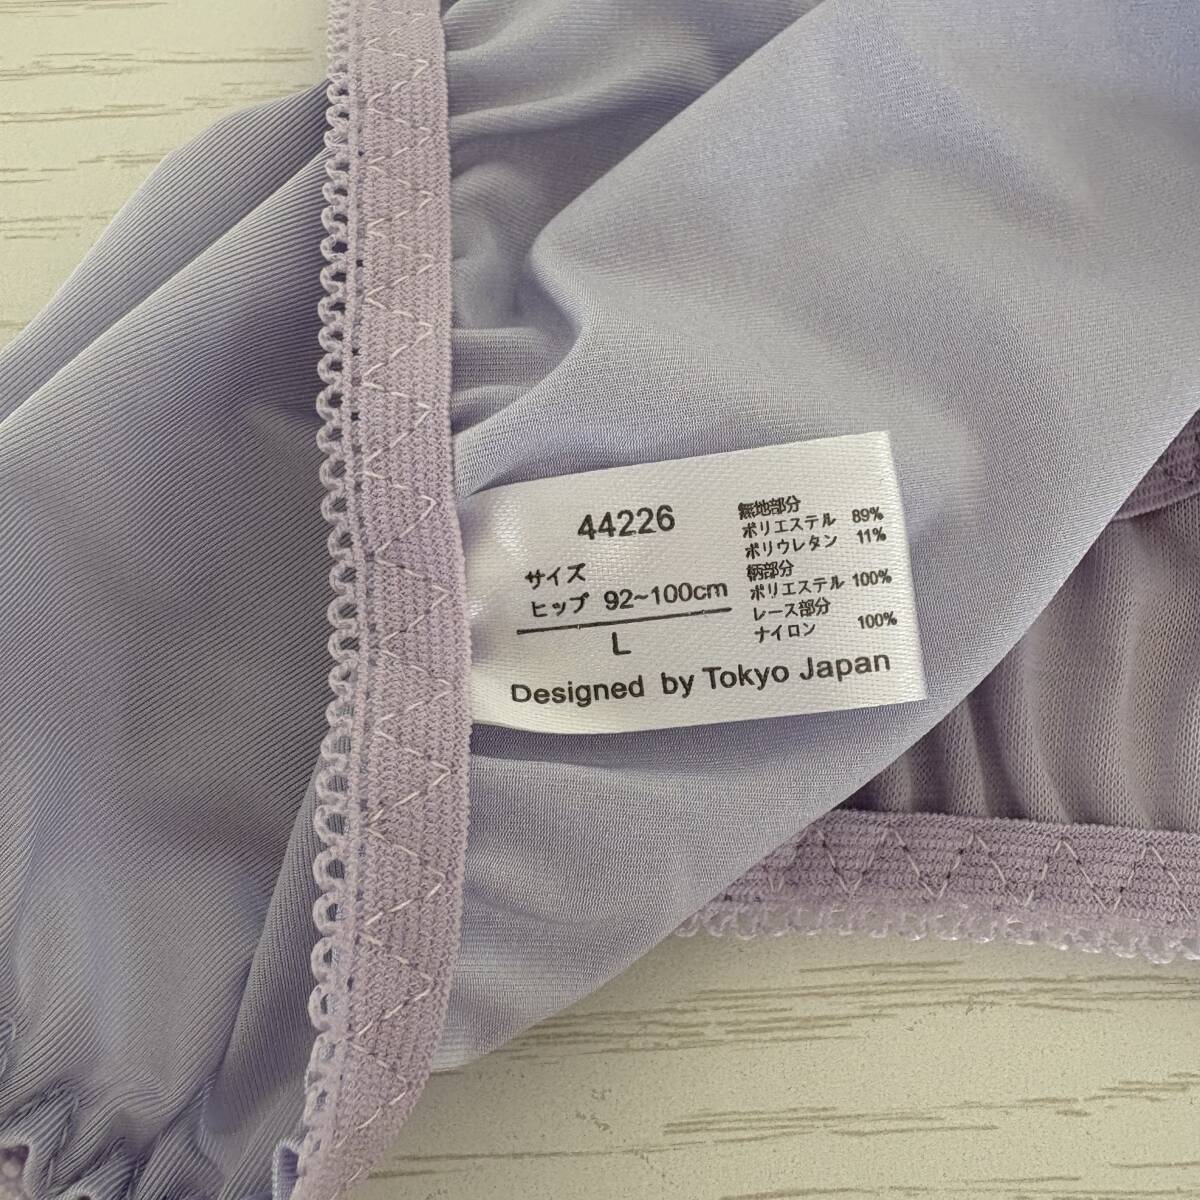 44226
サイズ
ヒップ 92~100cm
L
無地部分
ポリエステル 89%
ポリウレタン 11%
柄部分
ポリエステル 100%
レース部分
ナイロン 100%
Designed by Tokyo Japan